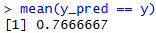 > mean(y_pred == y)
[1] 0.7666667